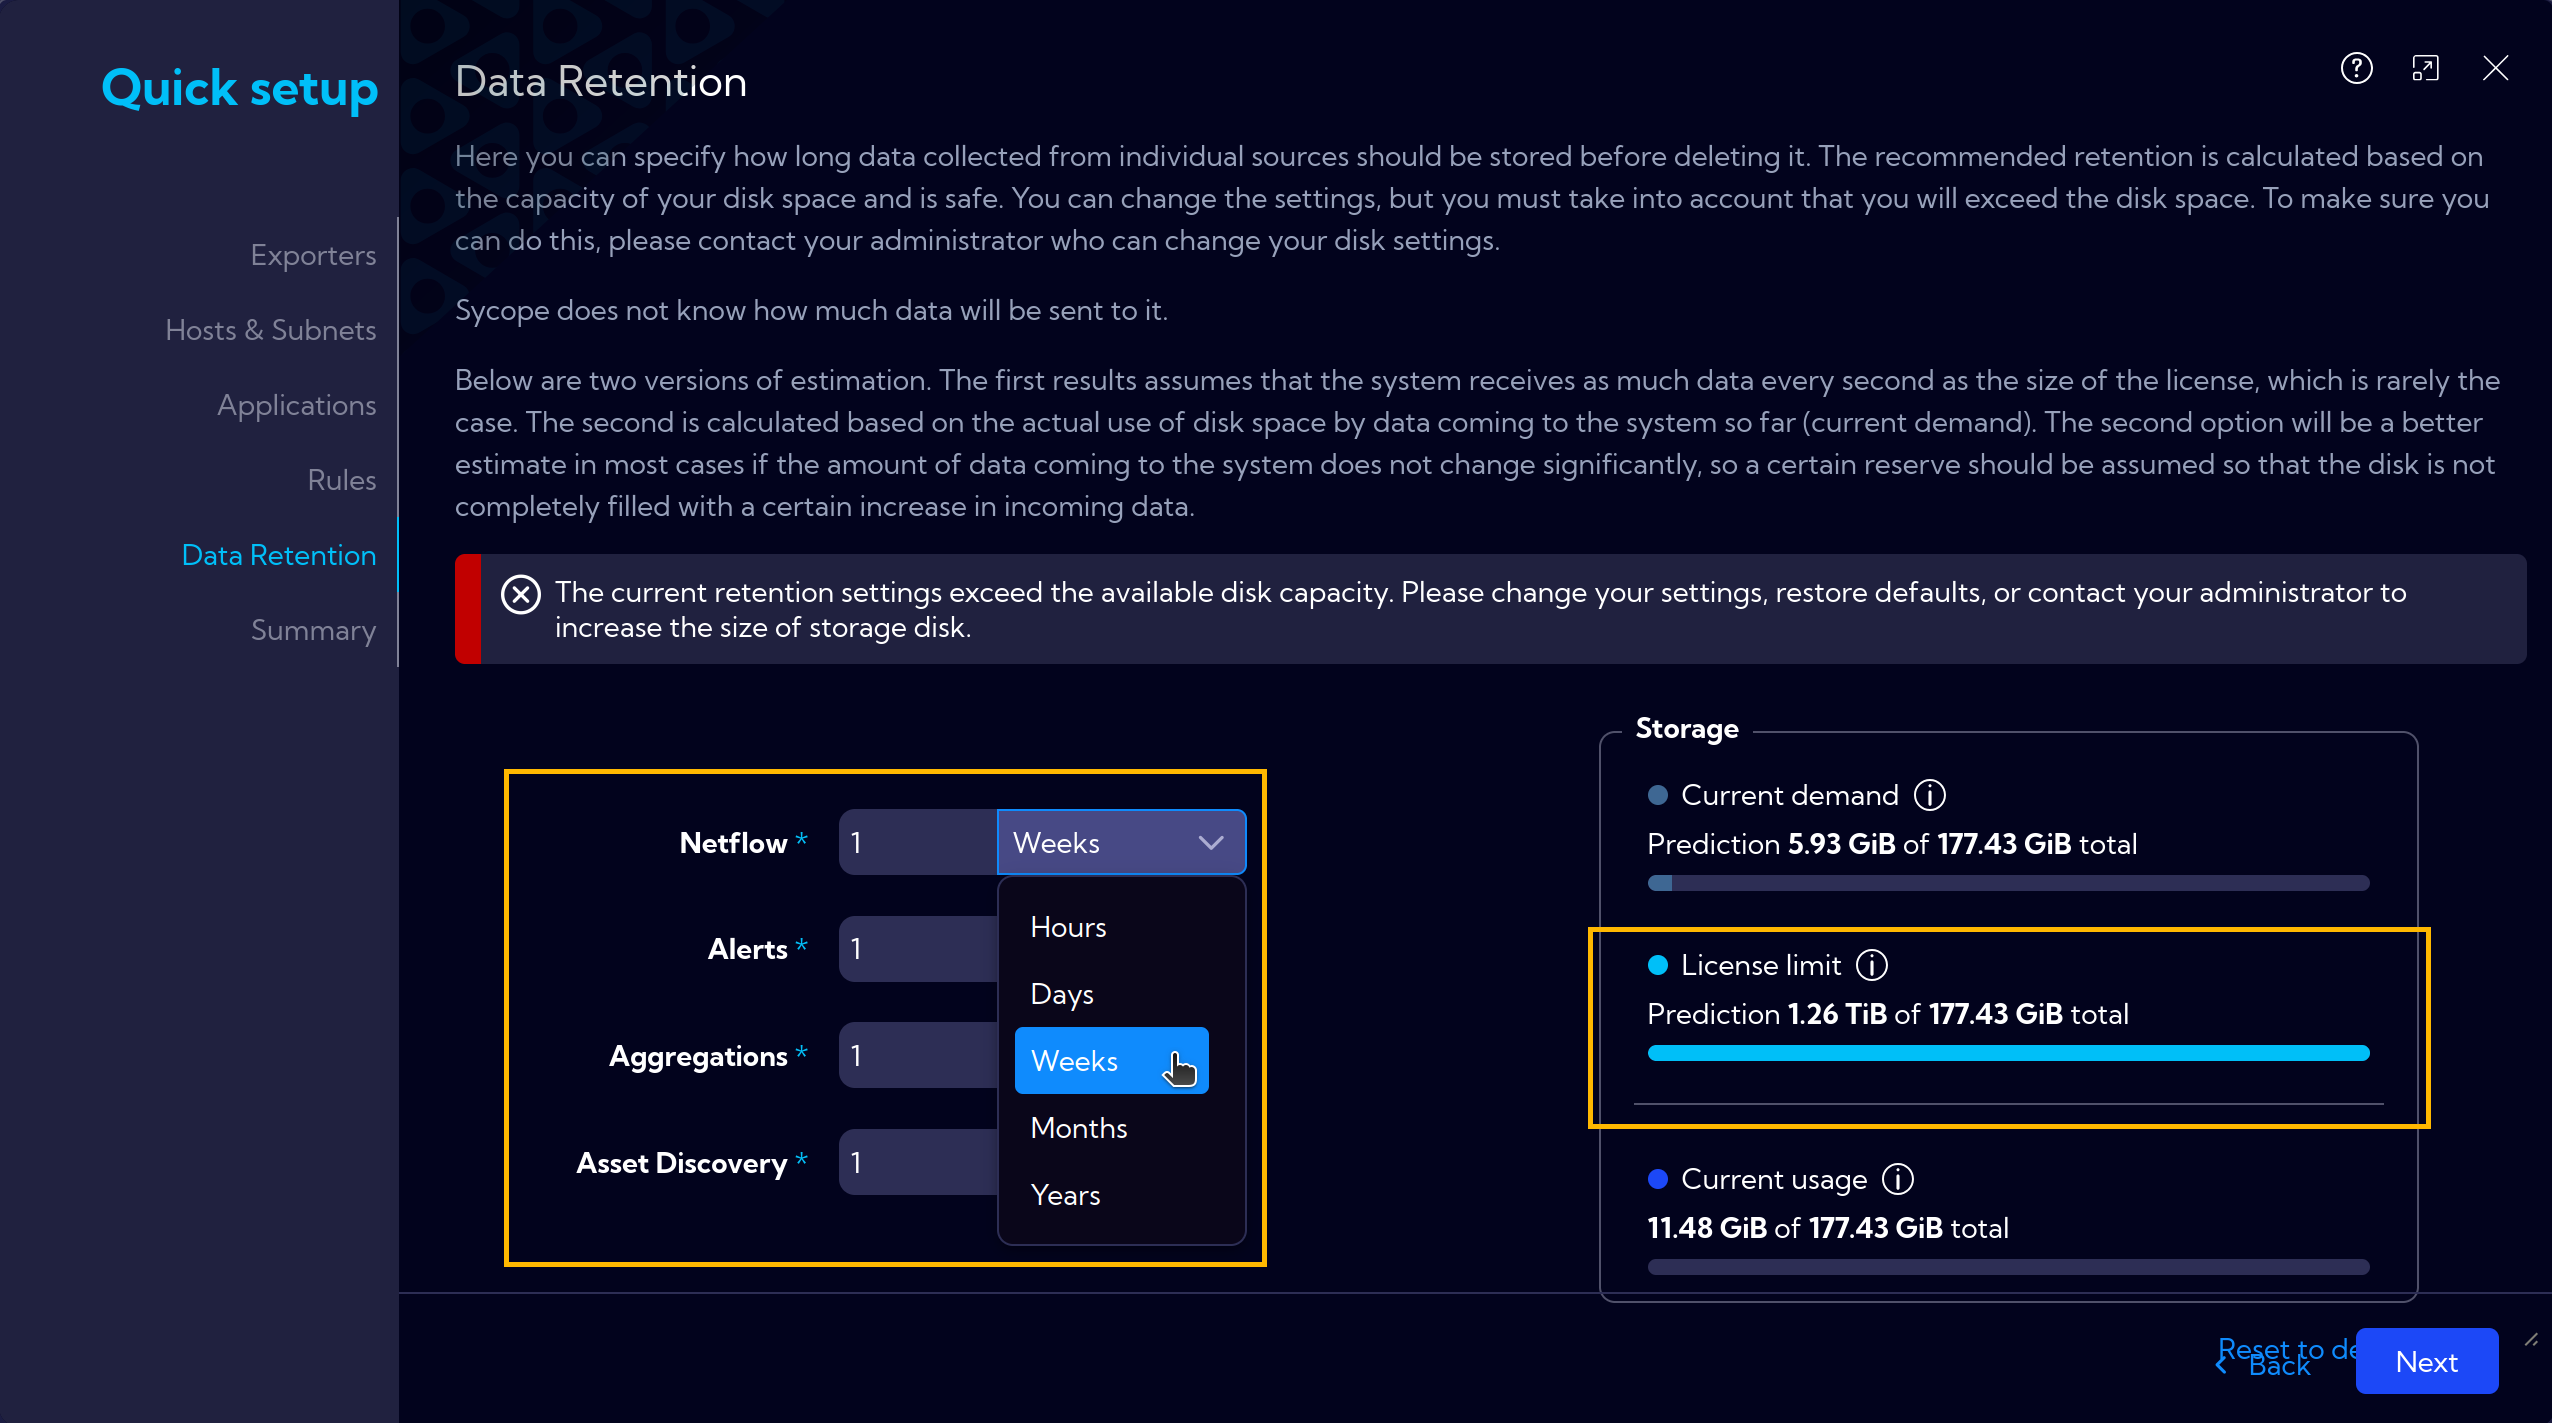 Quick setup
Exporters
Hosts & Subnets
Applications
Rules
Data Retention
Summary
Data Retention
Here you can specify how long data collected from individual sources should be stored before deleting it. The recommended retention is calculated based on
the capacity of your disk space and is safe. You can change the settings, but you must take into account that you will exceed the disk space. To make sure you
can do this, please contact your administrator who can change your disk settings.
Sycope does not know how much data will be sent to it.
Below are two versions of estimation. The first results assumes that the system receives as much data every second as the size of the license, which is rarely the
case. The second is calculated based on the actual use of disk space by data coming to the system so far (current demand). The second option will be a better
estimate in most cases if the amount of data coming to the system does not change significantly, so a certain reserve should be assumed so that the disk is not
completely filled with a certain increase in incoming data.
The current retention settings exceed the available disk capacity. Please change your settings, restore defaults, or contact your administrator to
increase the size of storage disk.
Netflow * 1 Weeks
Alerts * 1
Aggregations * 1
Asset Discovery * 1
Hours
Days
Weeks
Months
Years
Storage
Current demand
Prediction 5.93 GiB of 177.43 GiB total
License limit
Prediction 1.26 TiB of 177.43 GiB total
Current usage
11.48 GiB of 177.43 GiB total
Reset to de
Back
Next